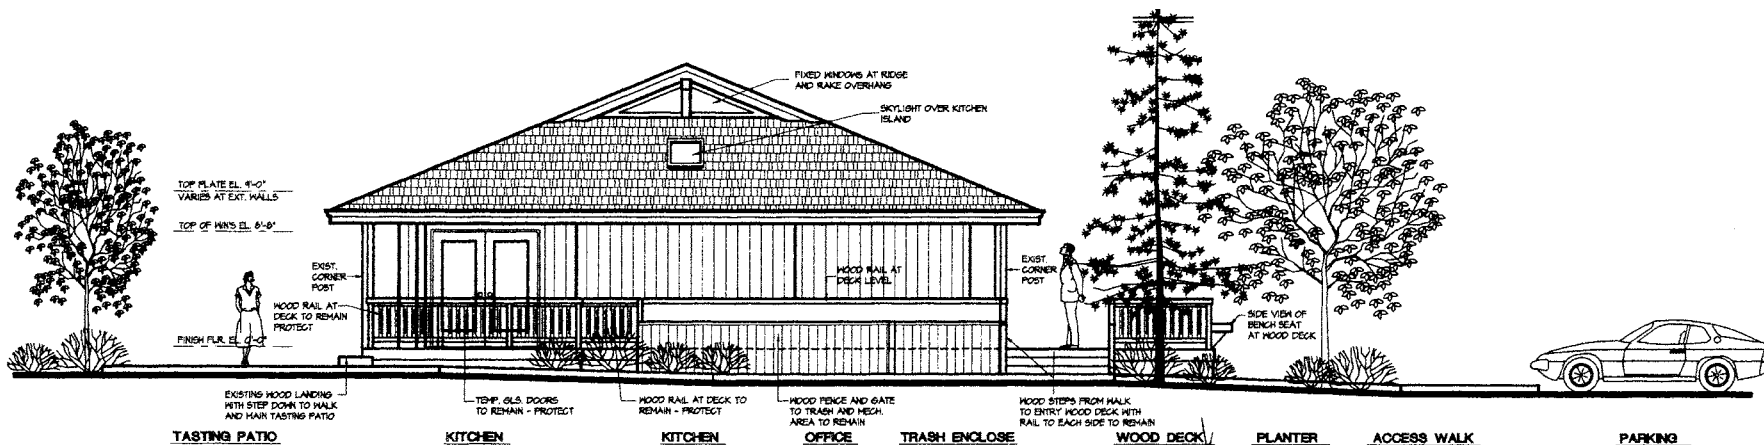 FIXED WINDOWS AT RIDGE
AND RAKE OVERHANG
SKYLIGHT OVER KITCHEN
ISLAND
TOP PLATE EL. 9'-0"
VARIES AT EXT. WALLS
TOP OF WIN'S EL. 8'-8"
EXIST.
CORNER
POST
WOOD RAIL AT
DECK LEVEL
EXIST.
CORNER
POST
WOOD RAIL AT
DECK TO REMAIN
PROTECT
SIDE VIEW OF
BENCH SEAT
AT WOOD DECK
FINISH FLR. EL. 0'-0"
EXISTING WOOD LANDING
WITH STEP DOWN TO WALK
AND MAIN TASTING PATIO
TEMP. GLS. DOORS
TO REMAIN - PROTECT
WOOD RAIL AT DECK TO
REMAIN - PROTECT
WOOD FENCE AND GATE
TO TRASH AND MECH.
AREA TO REMAIN
WOOD STEPS FROM WALK
TO ENTRY WOOD DECK WITH
RAIL TO EACH SIDE TO REMAIN
TASTING PATIO
KITCHEN
KITCHEN
OFFICE
TRASH ENCLOSE
WOOD DECK
PLANTER
ACCESS WALK
PARKING